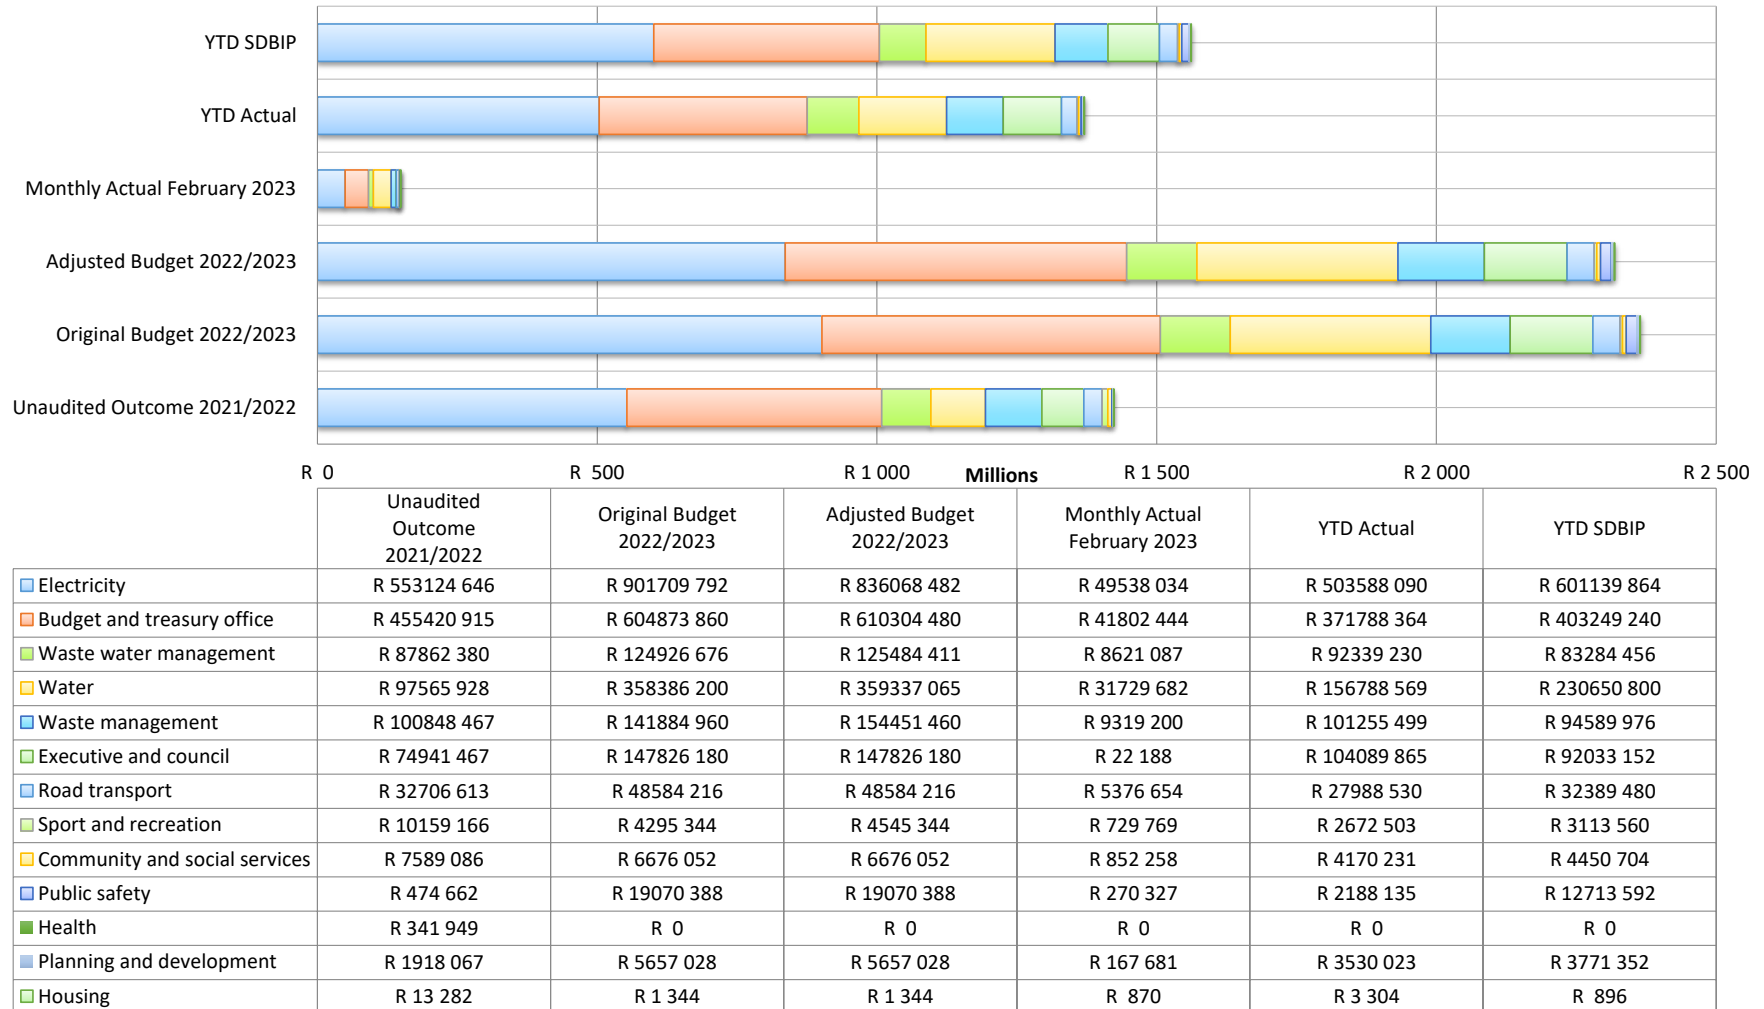 YTD SDBIP
YTD Actual
Monthly Actual February 2023
Adjusted Budget 2022/2023
Original Budget 2022/2023
Unaudited Outcome 2021/2022
R 0 R 500 R 1 000 R 1 500 R 2 000 R 2 500
Millions
Unaudited Outcome 2021/2022 Original Budget 2022/2023 Adjusted Budget 2022/2023 Monthly Actual February 2023 YTD Actual YTD SDBIP
Electricity R 553124 646 R 901709 792 R 836068 482 R 49538 034 R 503588 090 R 601139 864
Budget and treasury office R 455420 915 R 604873 860 R 610304 480 R 41802 444 R 371788 364 R 403249 240
Waste water management R 87862 380 R 124926 676 R 125484 411 R 8621 087 R 92339 230 R 83284 456
Water R 97565 928 R 358386 200 R 359337 065 R 31729 682 R 156788 569 R 230650 800
Waste management R 100848 467 R 141884 960 R 154451 460 R 9319 200 R 101255 499 R 94589 976
Executive and council R 74941 467 R 147826 180 R 147826 180 R 22 188 R 104089 865 R 92033 152
Road transport R 32706 613 R 48584 216 R 48584 216 R 5376 654 R 27988 530 R 32389 480
Sport and recreation R 10159 166 R 4295 344 R 4545 344 R 729 769 R 2672 503 R 3113 560
Community and social services R 7589 086 R 6676 052 R 6676 052 R 852 258 R 4170 231 R 4450 704
Public safety R 474 662 R 19070 388 R 19070 388 R 270 327 R 2188 135 R 12713 592
Health R 341 949 R 0 R 0 R 0 R 0 R 0
Planning and development R 1918 067 R 5657 028 R 5657 028 R 167 681 R 3530 023 R 3771 352
Housing R 13 282 R 1 344 R 1 344 R 870 R 3 304 R 896